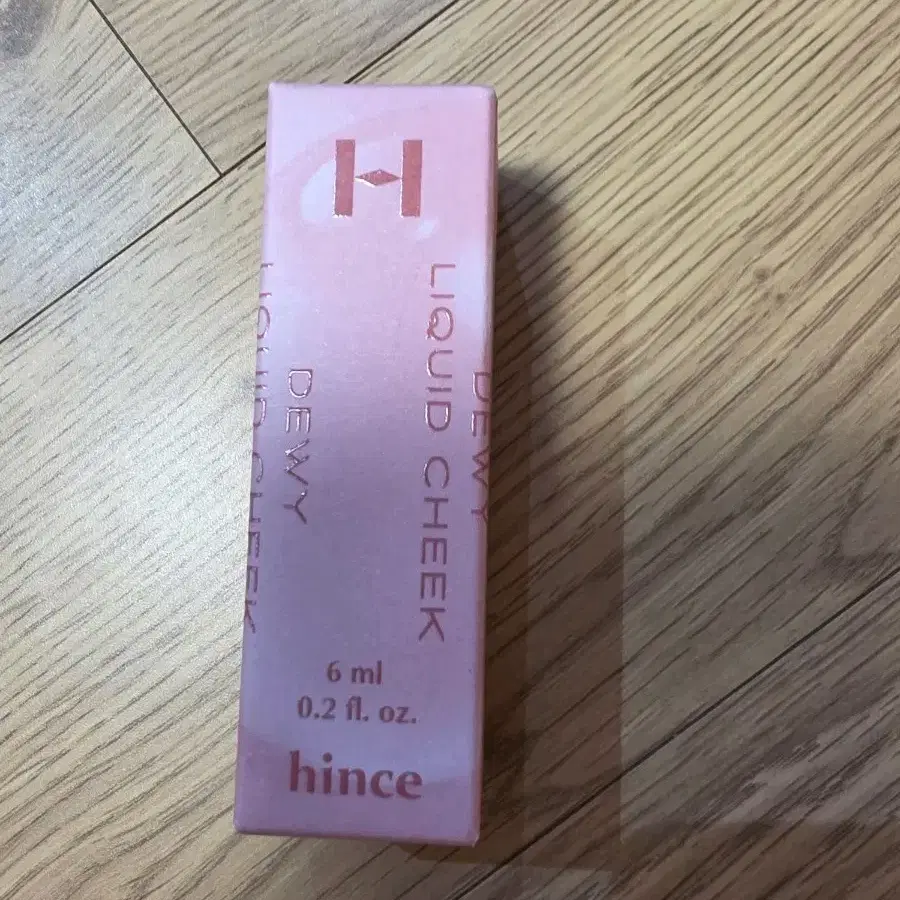 H
LIQUID CHEEK
DEWY
LIQUID CHEEK
DEWY
6 ml
0.2 fl. oz.
hince